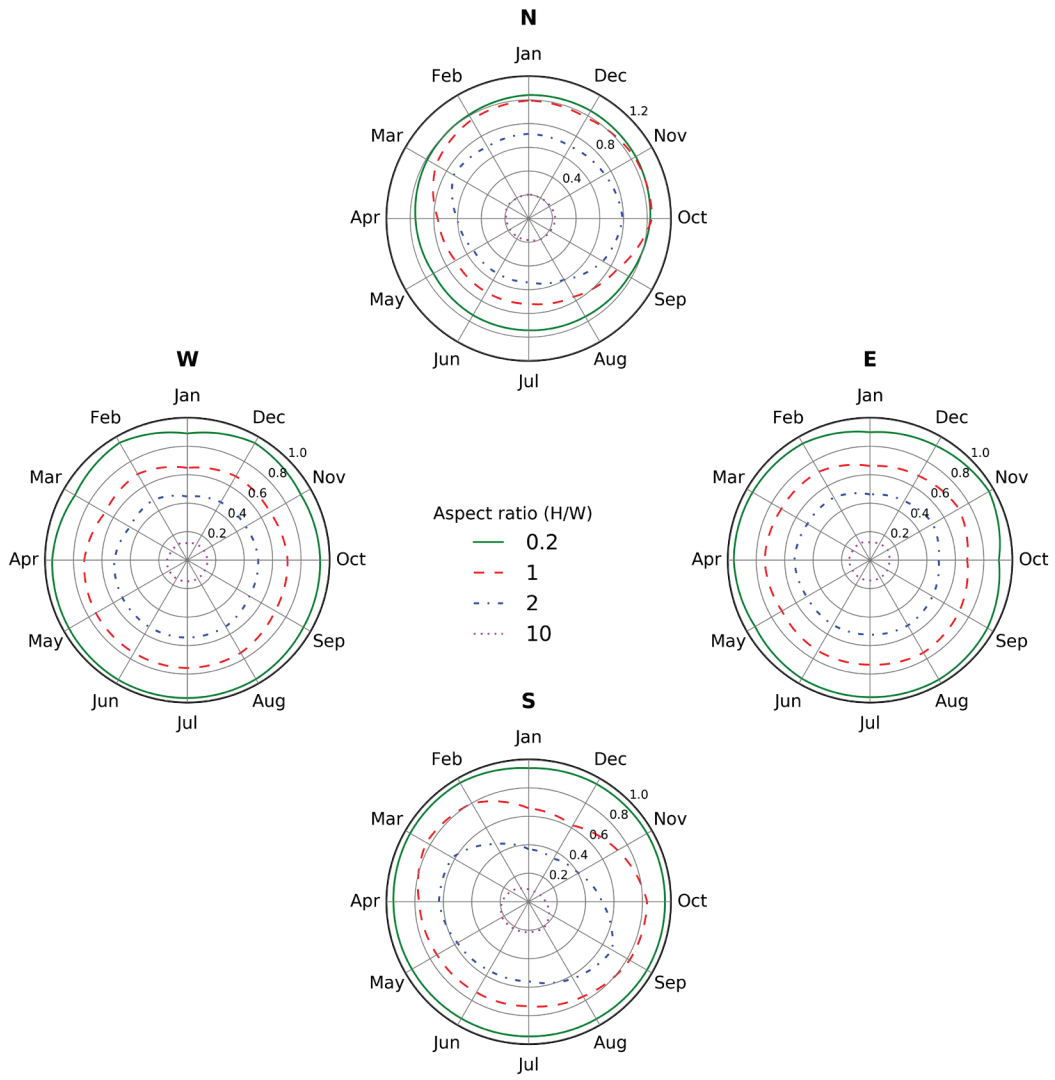 N
Jan
Feb Dec
1.2
Mar 0.8 Nov
0.4
Apr Oct
May Sep
Jun Aug
Jul
W
Jan
Feb Dec
1.0
Mar 0.8 Nov
0.6
0.4
0.2
Apr Oct
May Sep
Jun Aug
Jul
E
Jan
Feb Dec
1.0
Mar 0.8 Nov
0.6
0.4
0.2
Apr Oct
May Sep
Jun Aug
Jul
Aspect ratio (H/W)
0.2
1
2
10
S
Jan
Feb Dec
1.0
Mar 0.8 Nov
0.6
0.4
0.2
Apr Oct
May Sep
Jun Aug
Jul